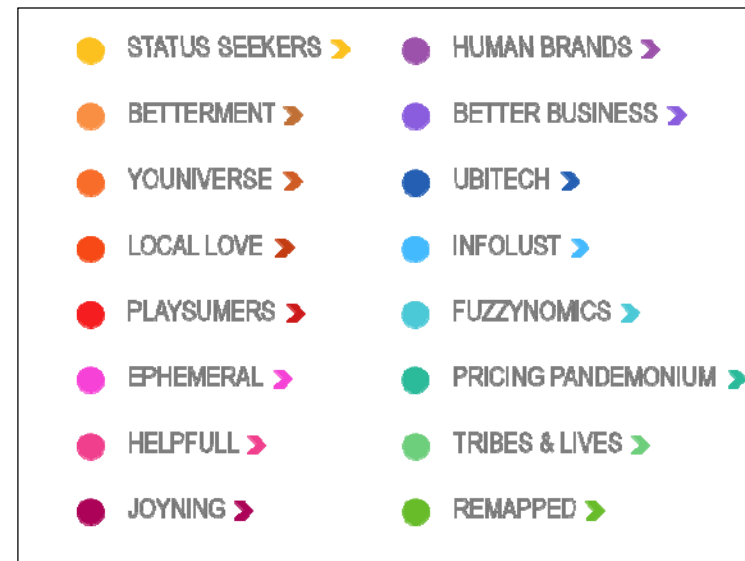 STATUS SEEKERS
BETTERMENT
YOUNIVERSE
LOCAL LOVE
PLAYSUMERS
EPHEMERAL
HELPFULL
JOYNING
HUMAN BRANDS
BETTER BUSINESS
UBITECH
INFOLUST
FUZZYNOMICS
PRICING PANDEMONIUM
TRIBES & LIVES
REMAPPED